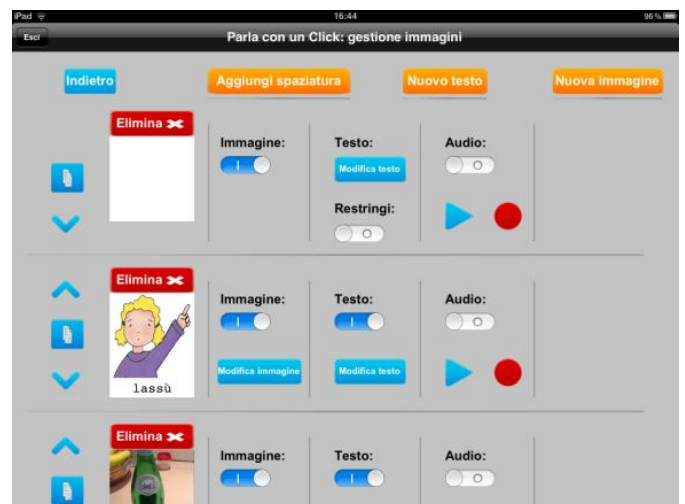 iPad 16:44 96%
Esci Parla con un Click: gestione immagini
Indietro Aggiungi spaziatura Nuovo testo Nuova immagine
Elimina
Immagine: Testo: Audio:
Modifica testo
Restringi:
Elimina
Immagine: Testo: Audio:
Modifica immagine Modifica testo
lassù
Elimina
Immagine: Testo: Audio: